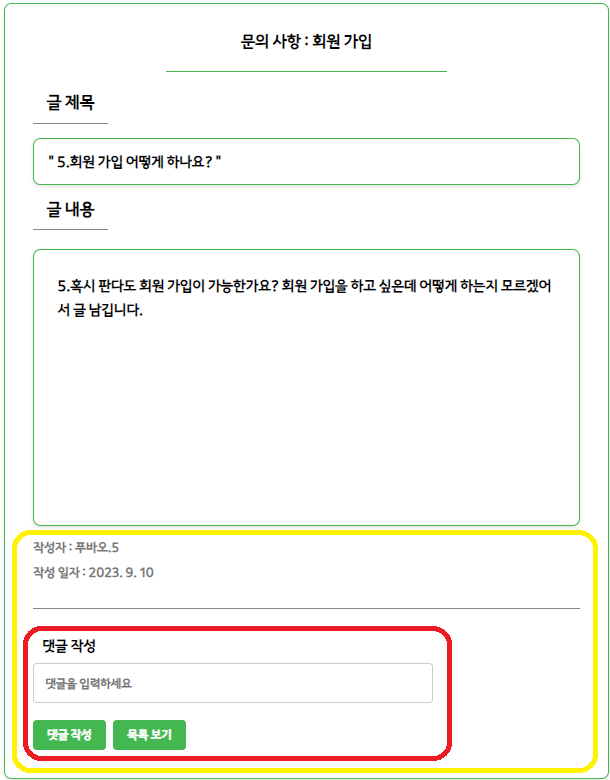 문의 사항 : 회원 가입
글 제목
" 5.회원 가입 어떻게 하나요? "
글 내용
5.혹시 판다도 회원 가입이 가능한가요? 회원 가입을 하고 싶은데 어떻게 하는지 모르겠어
서 글 남깁니다.
작성자 : 푸바오.5
작성 일자 : 2023. 9. 10
댓글 작성
댓글을 입력하세요
댓글 작성 목록 보기